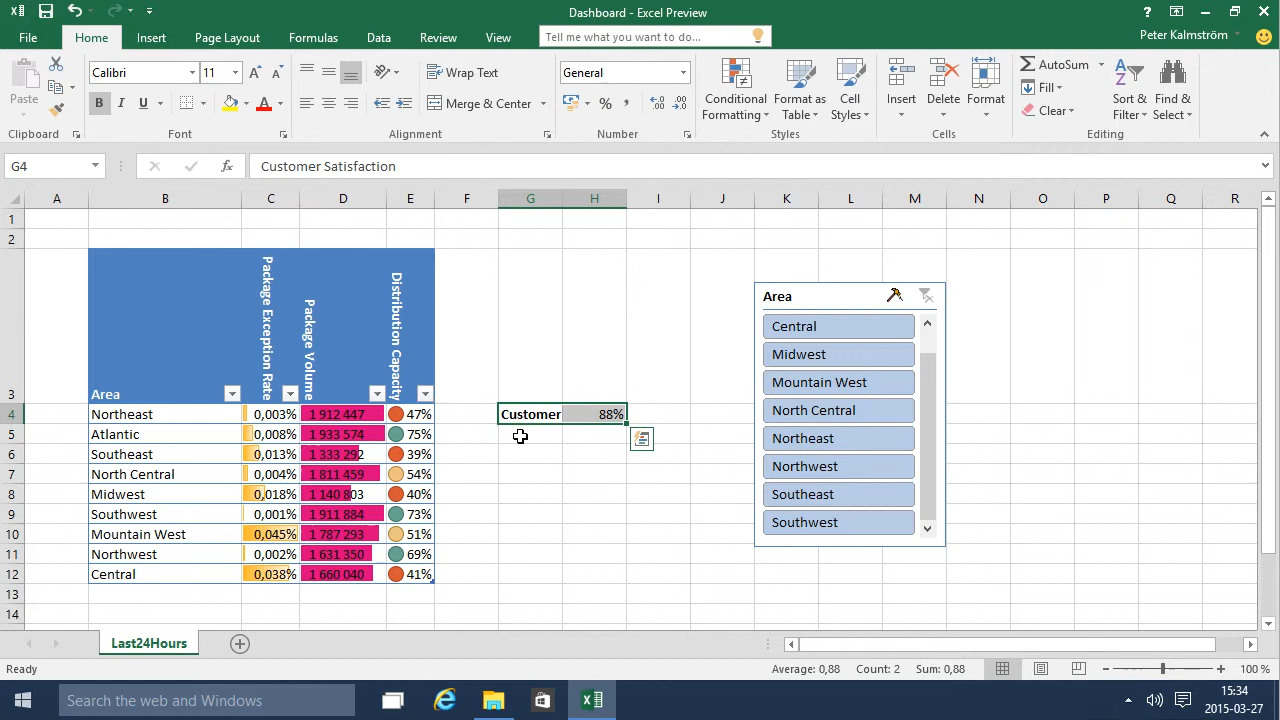 Dashboard - Excel Preview
File Home Insert Page Layout Formulas Data Review View Tell me what you want to do... Peter Kalmström
Calibri 11 Wrap Text General AutoSum
Paste B I U Merge & Center % Conditional Formatting Format as Table Cell Styles Insert Delete Format Fill Clear Sort & Filter Find & Select
Clipboard Font Alignment Number Styles Cells Editing
G4 fx Customer Satisfaction
A B C D E F G H I J K L M N O P Q R
1
2
3 Area Package Exception Rate Package Volume Distribution Capacity
4 Northeast 0,003% 1 912 447 47% Customer 88%
5 Atlantic 0,008% 1 933 574 75%
6 Southeast 0,013% 1 333 292 39%
7 North Central 0,004% 1 811 459 54%
8 Midwest 0,018% 1 140 803 40%
9 Southwest 0,001% 1 911 884 73%
10 Mountain West 0,045% 1 787 293 51%
11 Northwest 0,002% 1 631 350 69%
12 Central 0,038% 1 660 040 41%
13
14
Area
Central
Midwest
Mountain West
North Central
Northeast
Northwest
Southeast
Southwest
Last24Hours
Ready Average: 0,88 Count: 2 Sum: 0,88 100 %
Search the web and Windows 15:34
2015-03-27